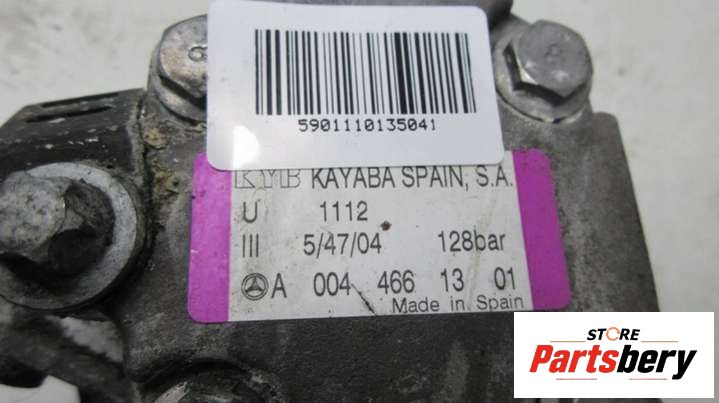 5901110135041
KYB KAYABA SPAIN, S.A.
U 1112
III 5/47/04 128bar
A 004 466 13 01
Made in Spain
STORE
Partsbery